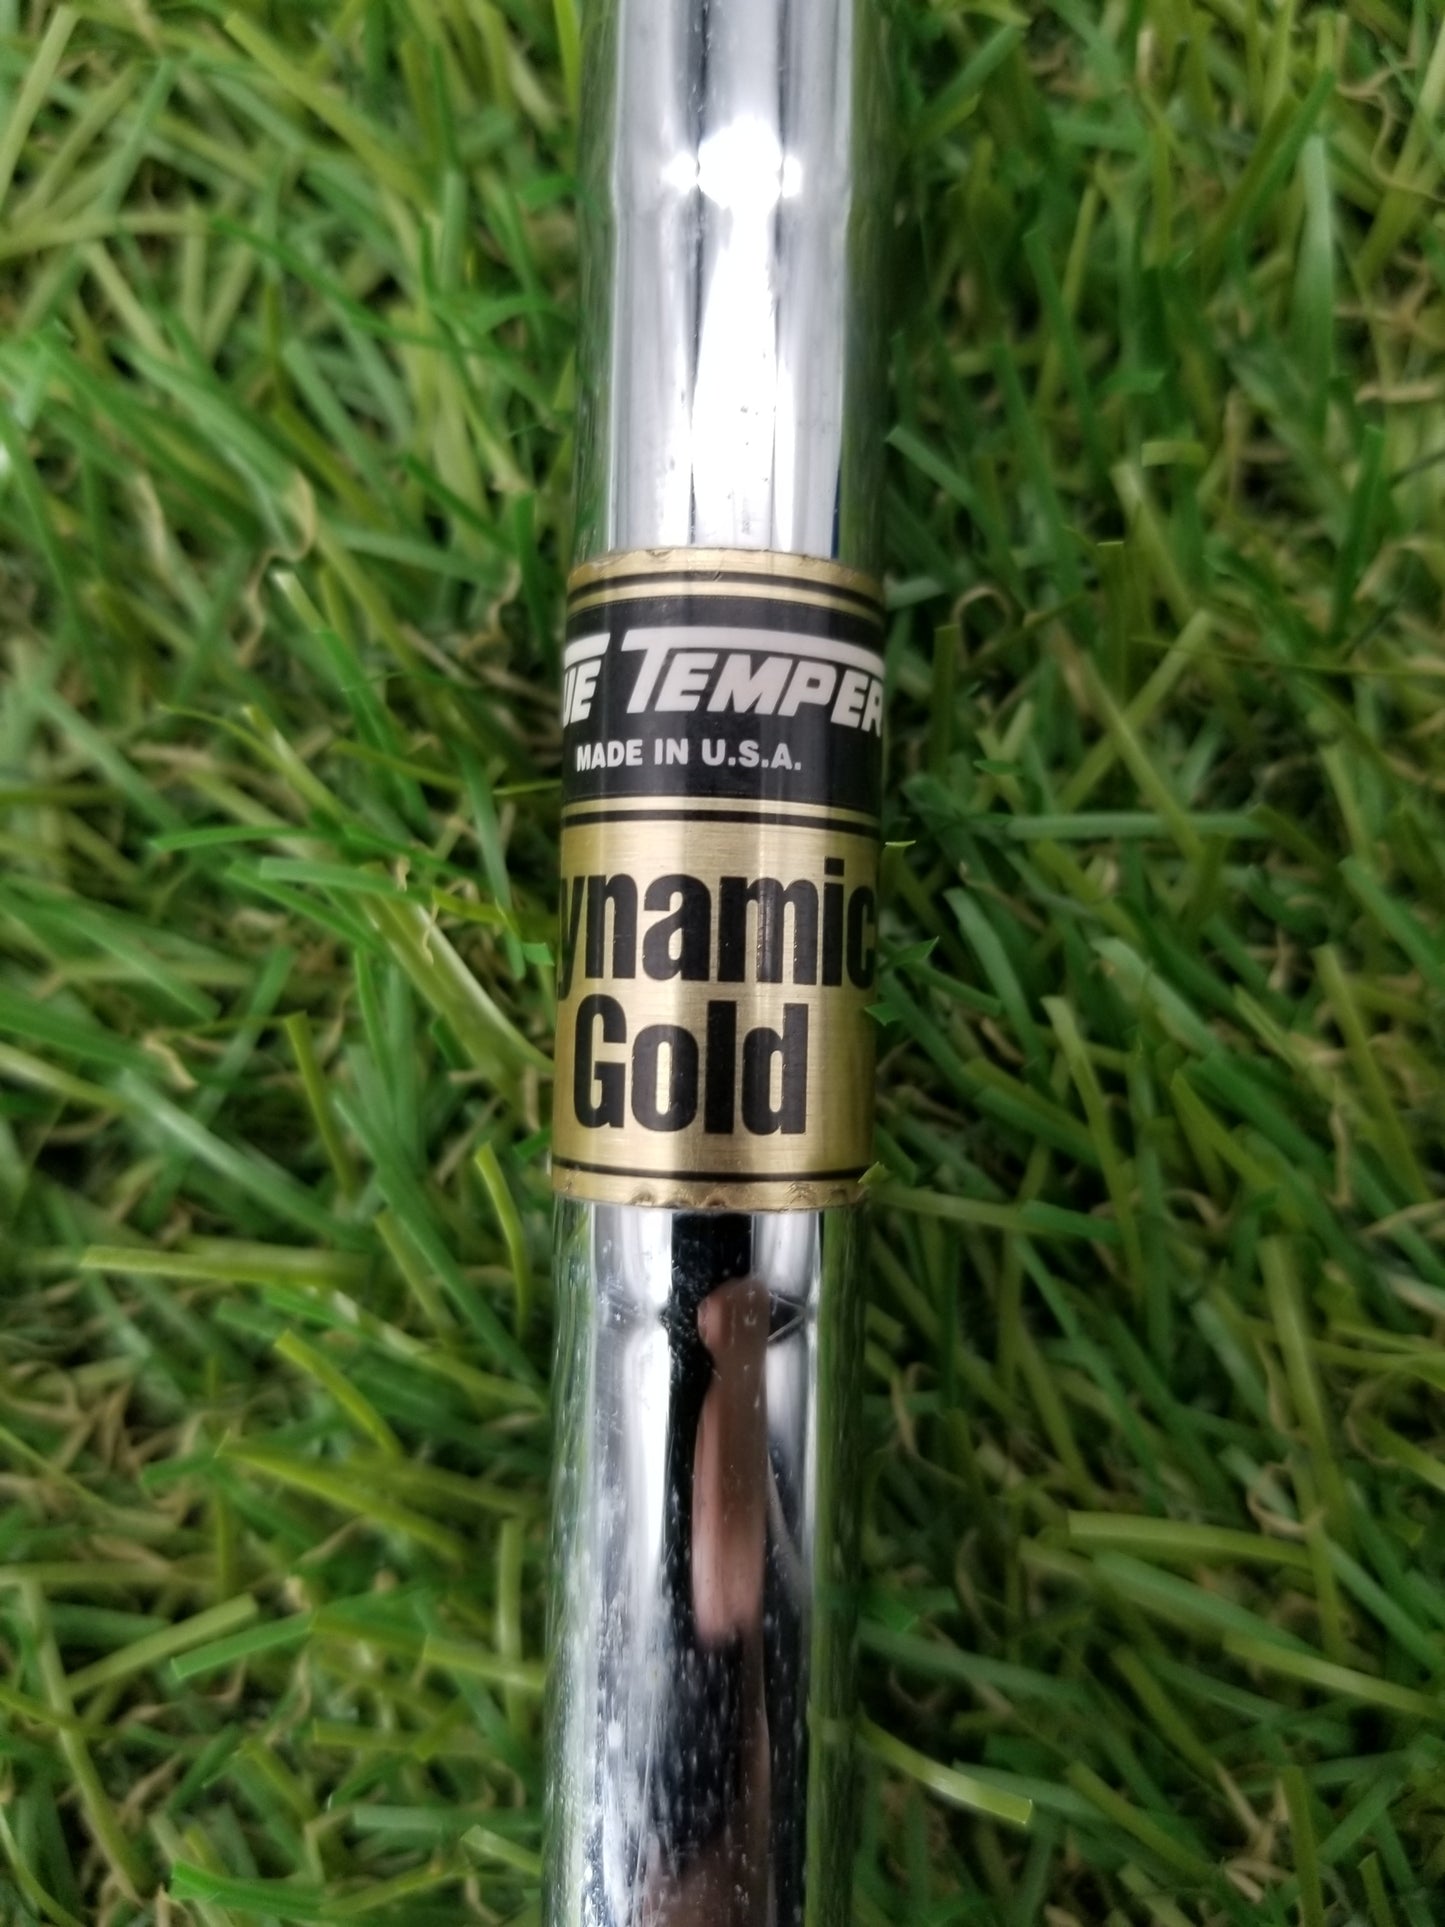 UE TEMPER
MADE IN U.S.A.
ynamic
Gold